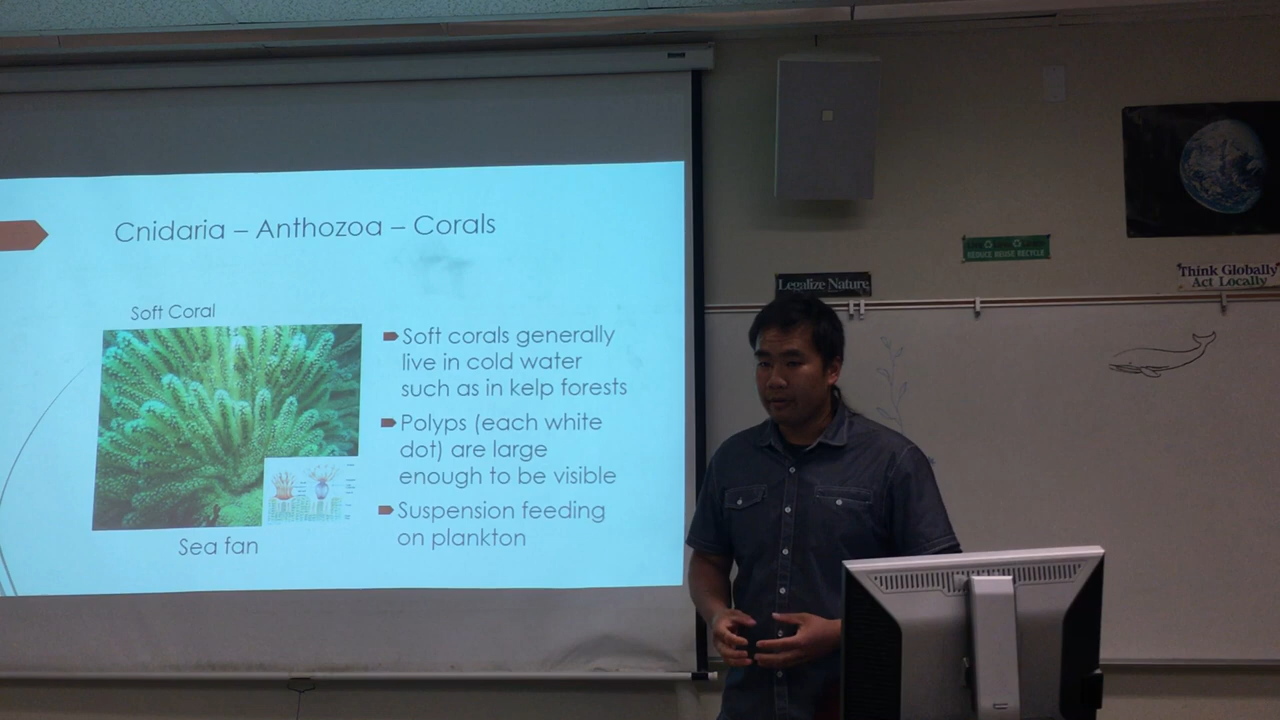 Cnidaria – Anthozoa – Corals
Soft Coral
Soft corals generally
live in cold water
such as in kelp forests
Polyps (each white
dot) are large
enough to be visible
Suspension feeding
on plankton
Sea fan
Legalize Nature
REDUCE REUSE RECYCLE
Think Globally
Act Locally